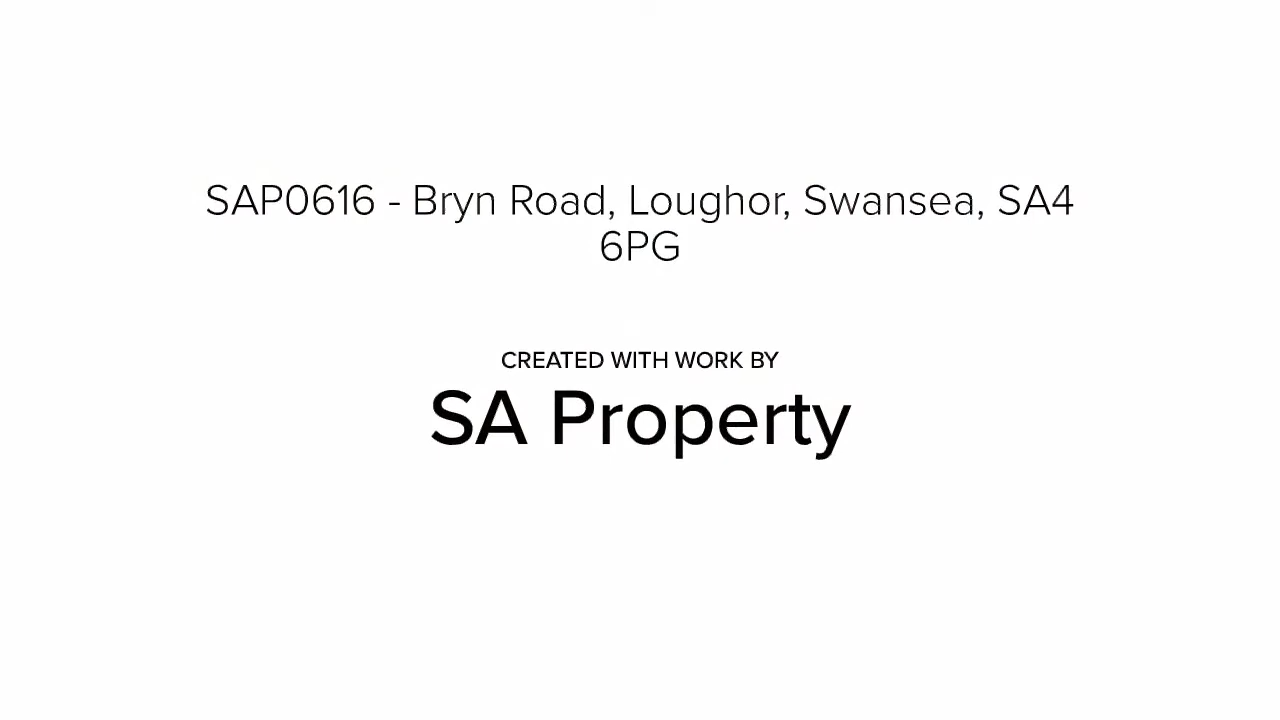 SAP0616 - Bryn Road, Loughor, Swansea, SA4
6PG
CREATED WITH WORK BY
SA Property